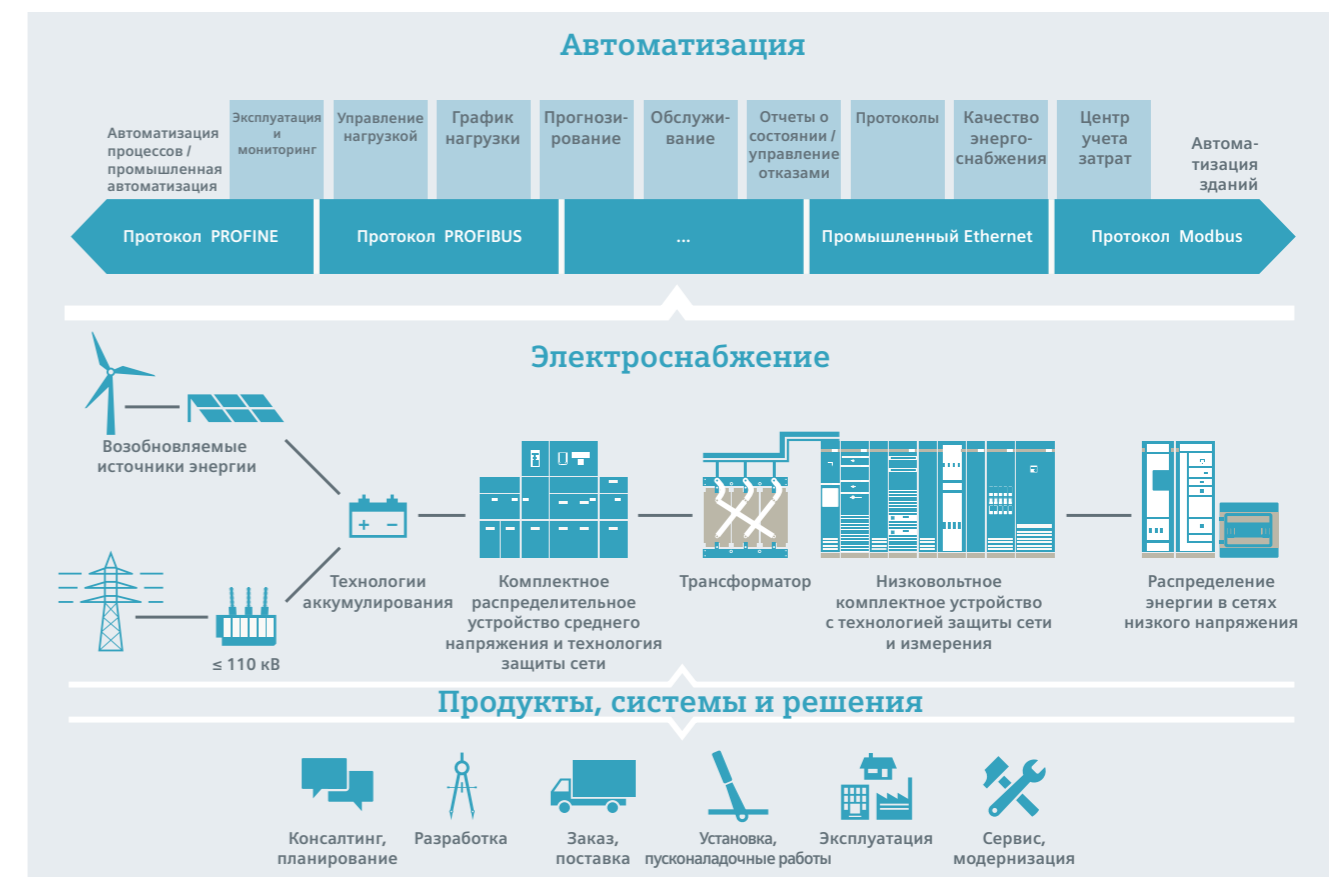 Автоматизация
Автоматизация
процессов /
промышленная
автоматизация
Эксплуатация
и
мониторинг
Управление
нагрузкой
График
нагрузки
Прогнози-
рование
Обслужи-
вание
Отчеты о
состоянии /
управление
отказами
Протоколы
Качество
энерго-
снабжения
Центр
учета
затрат
Автома-
тизация
зданий
Протокол PROFINE
Протокол PROFIBUS
...
Промышленный Ethernet
Протокол Modbus
Электроснабжение
Возобновляемые
источники энергии
+ –
≤ 110 кВ
Технологии
аккумулирования
Комплектное
распределительное
устройство среднего
напряжения и технология
защиты сети
Трансформатор
Низковольтное
комплектное устройство
с технологией защиты сети
и измерения
Распределение
энергии в сетях
низкого напряжения
Продукты, системы и решения
Консалтинг,
планирование
Разработка
Заказ,
поставка
Установка,
пусконаладочные работы
Эксплуатация
Сервис,
модернизация